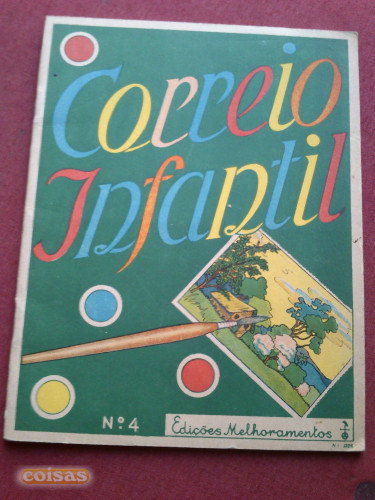 Correio
Infantil
Nº 4
Edições Melhoramentos
coisas